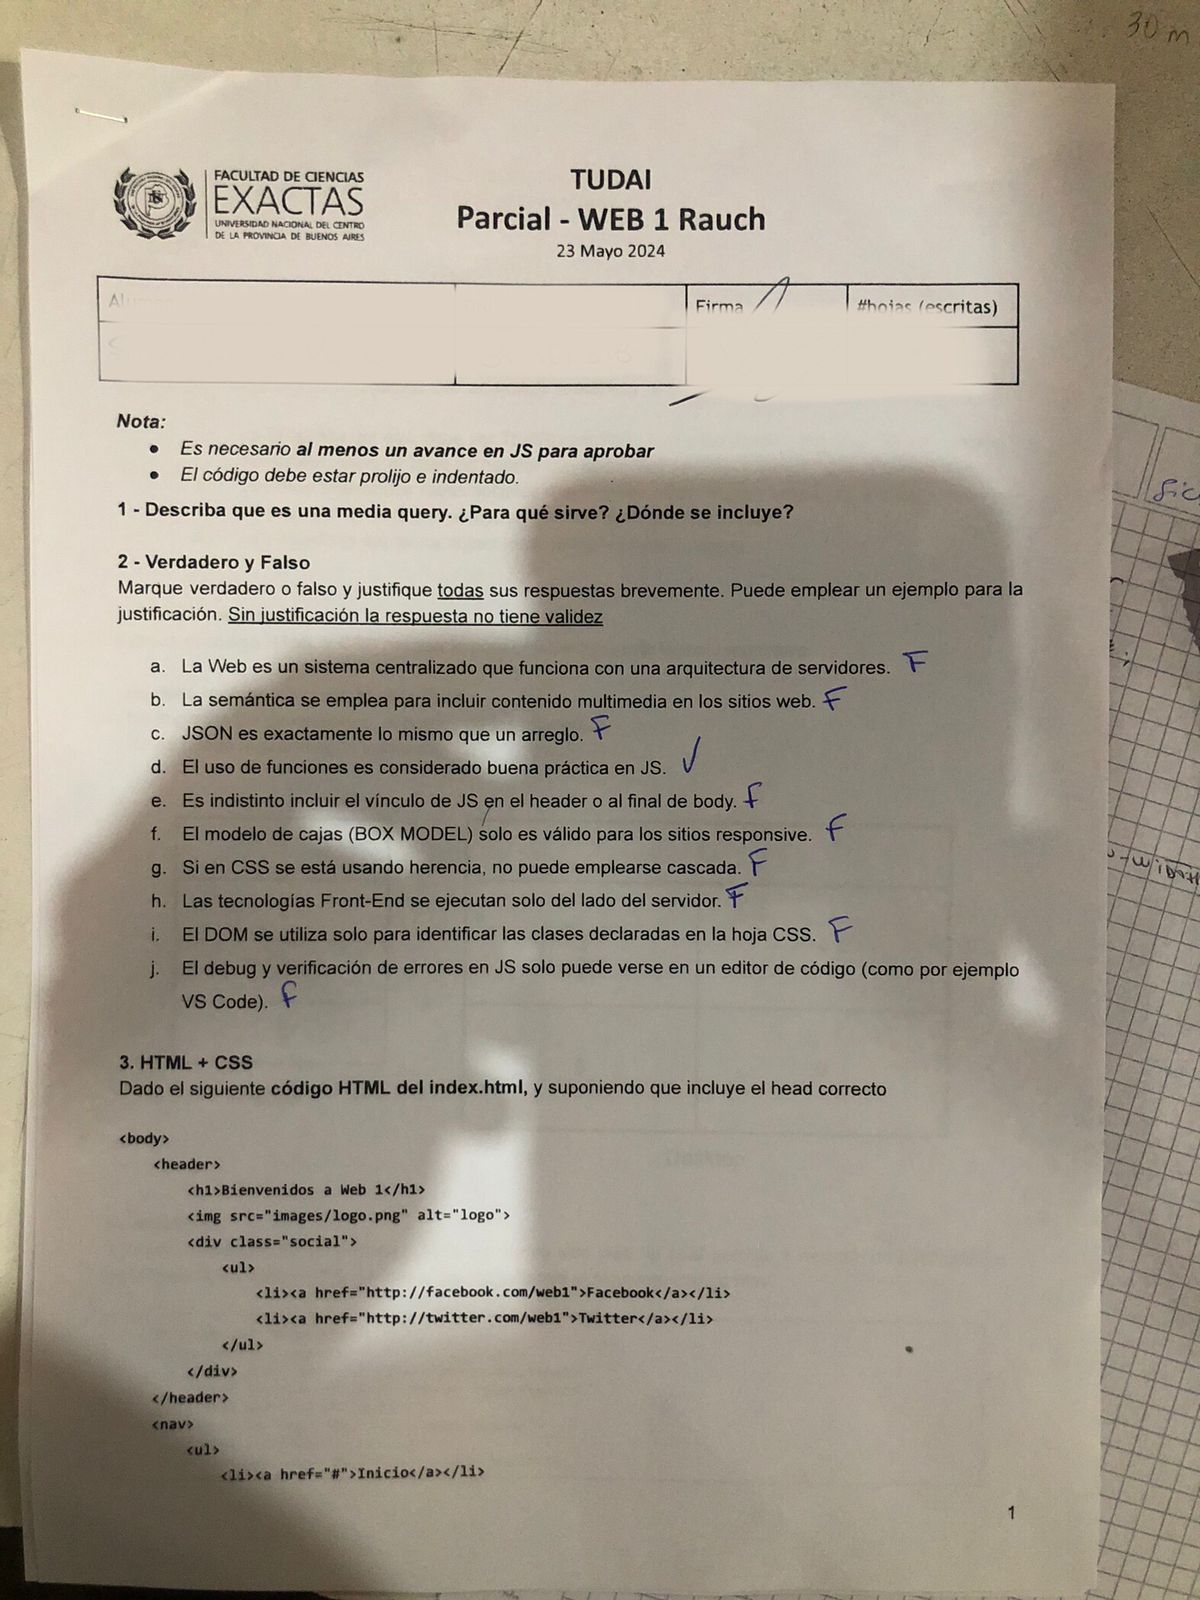 30 m
FACULTAD DE CIENCIAS
EXACTAS
UNIVERSIDAD NACIONAL DEL CENTRO
DE LA PROVINCIA DE BUENOS AIRES
TUDAI
Parcial - WEB 1 Rauch
23 Mayo 2024
Firma #hojas (escritas)
Nota:
• Es necesario al menos un avance en JS para aprobar
• El código debe estar prolijo e indentado.
1 - Describa que es una media query. ¿Para qué sirve? ¿Dónde se incluye?
2 - Verdadero y Falso
Marque verdadero o falso y justifique todas sus respuestas brevemente. Puede emplear un ejemplo para la
justificación. Sin justificación la respuesta no tiene validez
a. La Web es un sistema centralizado que funciona con una arquitectura de servidores. F
b. La semántica se emplea para incluir contenido multimedia en los sitios web. F
c. JSON es exactamente lo mismo que un arreglo. F
d. El uso de funciones es considerado buena práctica en JS. ✓
e. Es indistinto incluir el vínculo de JS en el header o al final de body. f
f. El modelo de cajas (BOX MODEL) solo es válido para los sitios responsive. f
g. Si en CSS se está usando herencia, no puede emplearse cascada. F
h. Las tecnologías Front-End se ejecutan solo del lado del servidor. F
i. El DOM se utiliza solo para identificar las clases declaradas en la hoja CSS. F
j. El debug y verificación de errores en JS solo puede verse en un editor de código (como por ejemplo
VS Code). f
3. HTML + CSS
Dado el siguiente código HTML del index.html, y suponiendo que incluye el head correcto
<body>
<header>
<h1>Bienvenidos a Web 1</h1>
<img src="images/logo.png" alt="logo">
<div class="social">
<ul>
<li><a href="http://facebook.com/web1">Facebook</a></li>
<li><a href="http://twitter.com/web1">Twitter</a></li>
</ul>
</div>
</header>
<nav>
<ul>
<li><a href="#">Inicio</a></li>
1